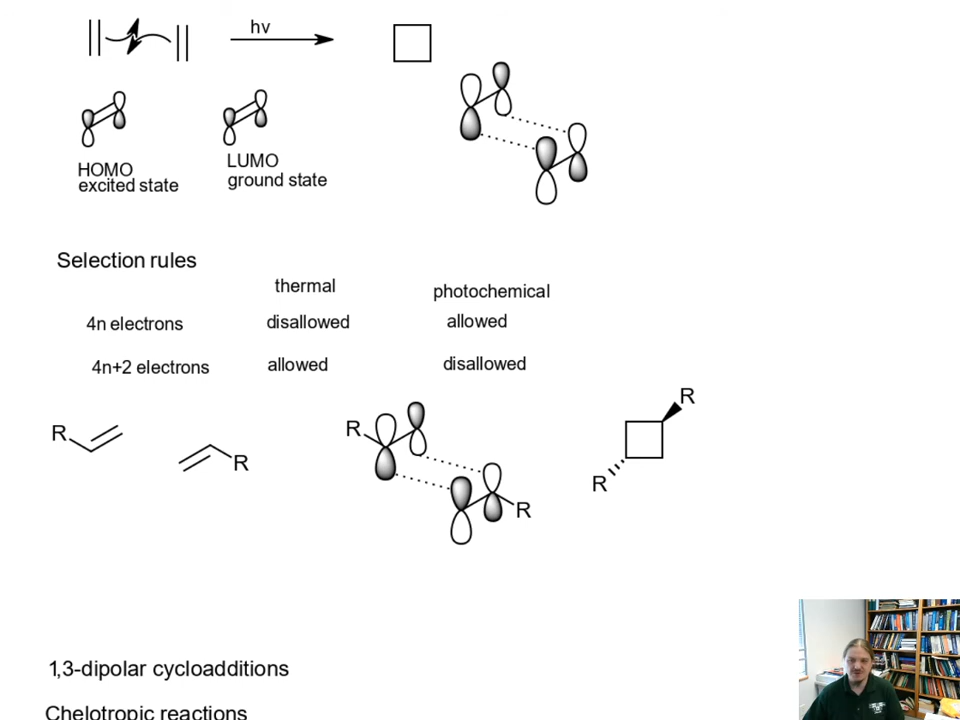 hv
HOMO
excited state
LUMO
ground state
Selection rules
thermal
photochemical
4n electrons
disallowed
allowed
4n+2 electrons
allowed
disallowed
R
R
R
R
R
R
1,3-dipolar cycloadditions
Chelotropic reactions